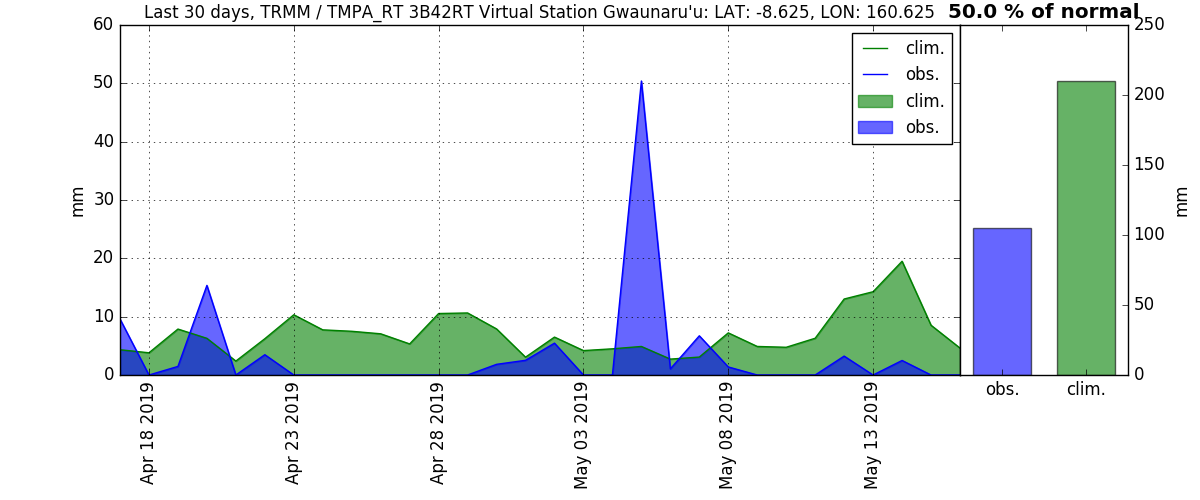 Last 30 days, TRMM / TMPA_RT 3B42RT Virtual Station Gwaunaru'u: LAT: -8.625, LON: 160.625
50.0 % of normal
60
50
40
30
20
10
0
mm
clim.
obs.
clim.
obs.
250
200
150
100
50
0
mm
Apr 18 2019
Apr 23 2019
Apr 28 2019
May 03 2019
May 08 2019
May 13 2019
obs.
clim.